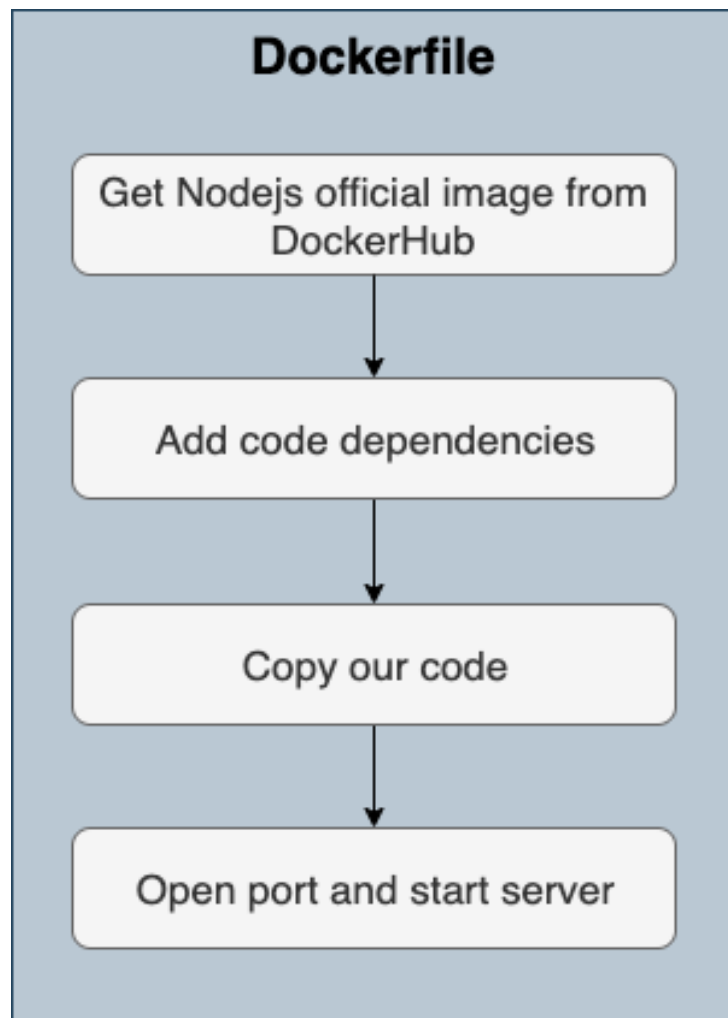 Dockerfile
Get Nodejs official image from
DockerHub
Add code dependencies
Copy our code
Open port and start server